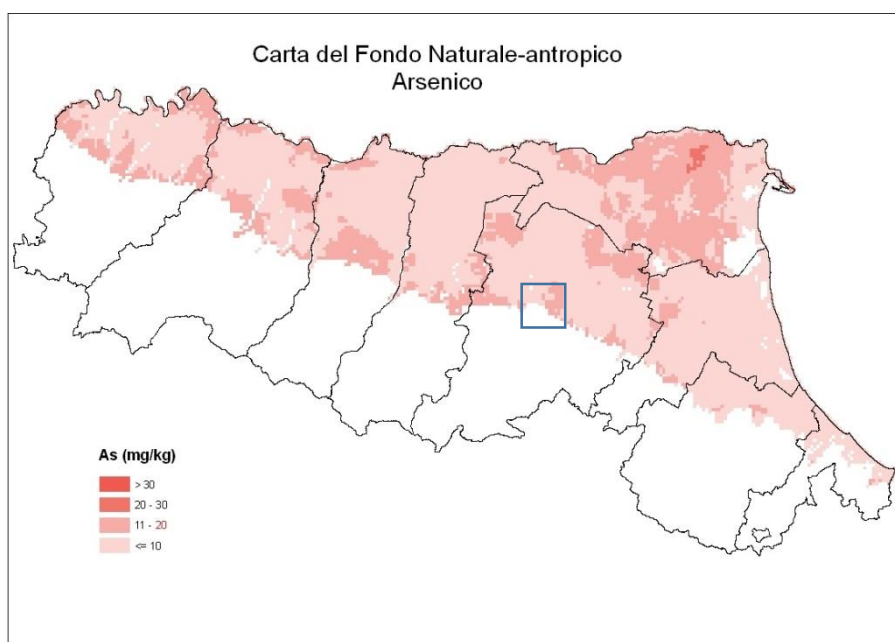 Carta del Fondo Naturale-antropico
Arsenico
As (mg/kg)
> 30
20 - 30
11 - 20
<= 10